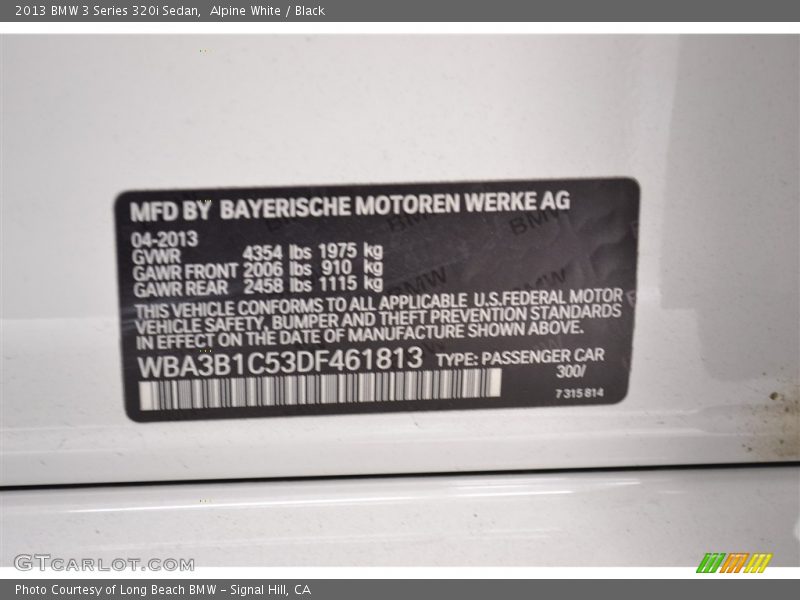 2013 BMW 3 Series 320i Sedan, Alpine White / Black
MFD BY BAYERISCHE MOTOREN WERKE AG
04-2013
GVWR 4354 lbs 1975 kg
GAWR FRONT 2006 lbs 910 kg
GAWR REAR 2458 lbs 1115 kg
THIS VEHICLE CONFORMS TO ALL APPLICABLE U.S.FEDERAL MOTOR
VEHICLE SAFETY, BUMPER AND THEFT PREVENTION STANDARDS
IN EFFECT ON THE DATE OF MANUFACTURE SHOWN ABOVE.
WBA3B1C53DF461813 TYPE: PASSENGER CAR
300/
7 315 814
GTCARLOT.COM
Photo Courtesy of Long Beach BMW - Signal Hill, CA